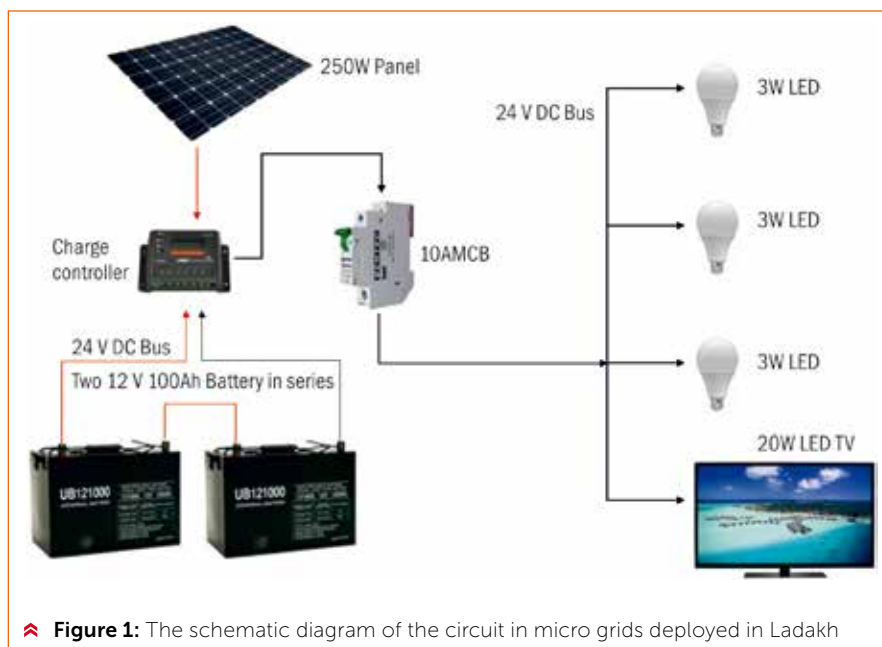 250W Panel
Charge
controller
24 V DC Bus
Two 12 V 100Ah Battery in series
UB121000
UB121000
10AMCB
24 V DC Bus
3W LED
3W LED
3W LED
20W LED TV
Figure 1: The schematic diagram of the circuit in micro grids deployed in Ladakh